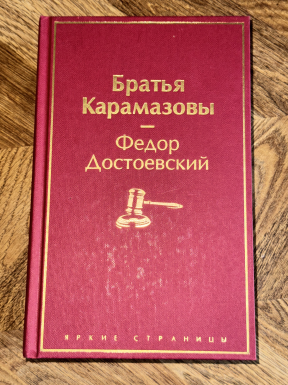 Братья
Карамазовы
Федор
Достоевский
ЯРКИЕ СТРАНИЦЫ